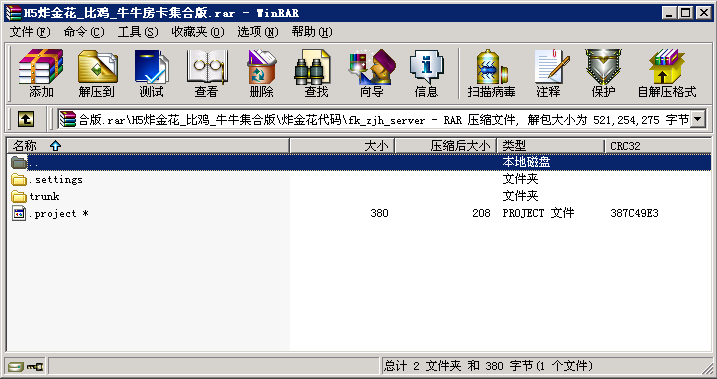 H5炸金花_比鸡_牛牛房卡集合版.rar - WinRAR
文件(F) 命令(C) 工具(S) 收藏夹(O) 选项(N) 帮助(H)
添加 解压到 测试 查看 删除 查找 向导 信息 扫描病毒 注释 保护 自解压格式
合版.rar\H5炸金花_比鸡_牛牛集合版\炸金花代码\fk_zjh_server - RAR 压缩文件, 解包大小为 521,254,275 字节
名称 大小 压缩后大小 类型 CRC32
.. 本地磁盘
.settings 文件夹
trunk 文件夹
.project * 380 208 PROJECT 文件 387C49E3
总计 2 文件夹 和 380 字节(1 个文件)